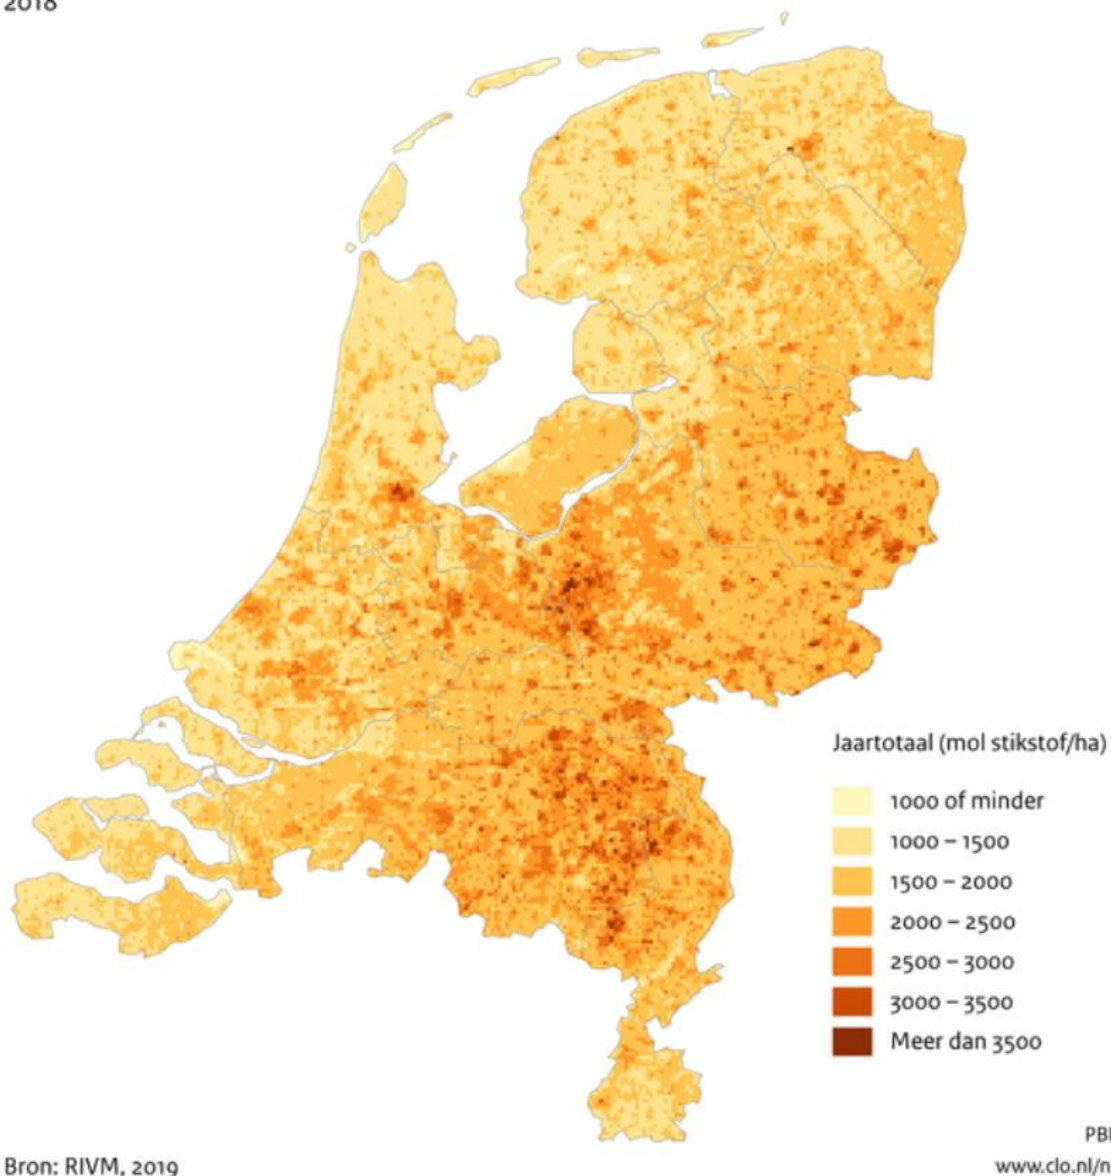 2018
Jaartotaal (mol stikstof/ha)
1000 of minder
1000 – 1500
1500 – 2000
2000 – 2500
2500 – 3000
3000 – 3500
Meer dan 3500
PB
Bron: RIVM, 2019
www.clo.nl/n